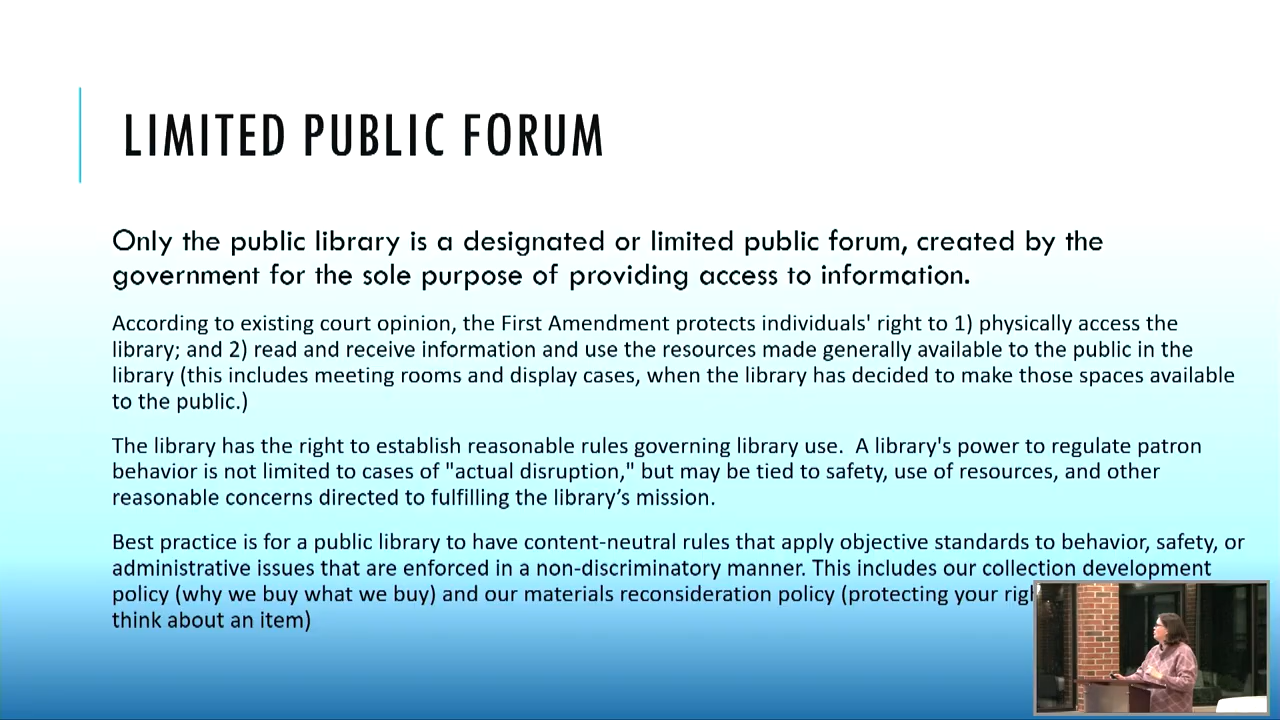 LIMITED PUBLIC FORUM
Only the public library is a designated or limited public forum, created by the
government for the sole purpose of providing access to information.
According to existing court opinion, the First Amendment protects individuals' right to 1) physically access the
library; and 2) read and receive information and use the resources made generally available to the public in the
library (this includes meeting rooms and display cases, when the library has decided to make those spaces available
to the public.)
The library has the right to establish reasonable rules governing library use.  A library's power to regulate patron
behavior is not limited to cases of "actual disruption," but may be tied to safety, use of resources, and other
reasonable concerns directed to fulfilling the library’s mission.
Best practice is for a public library to have content-neutral rules that apply objective standards to behavior, safety, or
administrative issues that are enforced in a non-discriminatory manner. This includes our collection development
policy (why we buy what we buy) and our materials reconsideration policy (protecting your
think about an item)